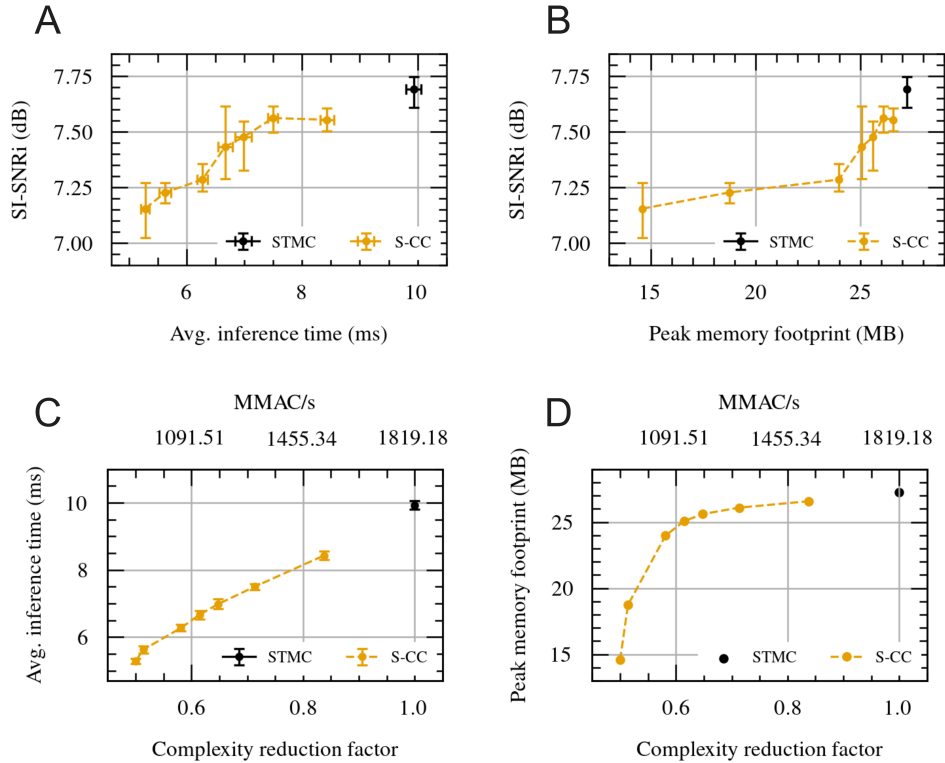 A
B
SI-SNRi (dB)
7.75
7.50
7.25
7.00
STMC
S-CC
6
8
10
Avg. inference time (ms)
SI-SNRi (dB)
7.75
7.50
7.25
7.00
STMC
S-CC
15
20
25
Peak memory footprint (MB)
C
MMAC/s
1091.51
1455.34
1819.18
Avg. inference time (ms)
10
8
6
STMC
S-CC
0.6
0.8
1.0
Complexity reduction factor
D
MMAC/s
1091.51
1455.34
1819.18
Peak memory footprint (MB)
25
20
15
STMC
S-CC
0.6
0.8
1.0
Complexity reduction factor